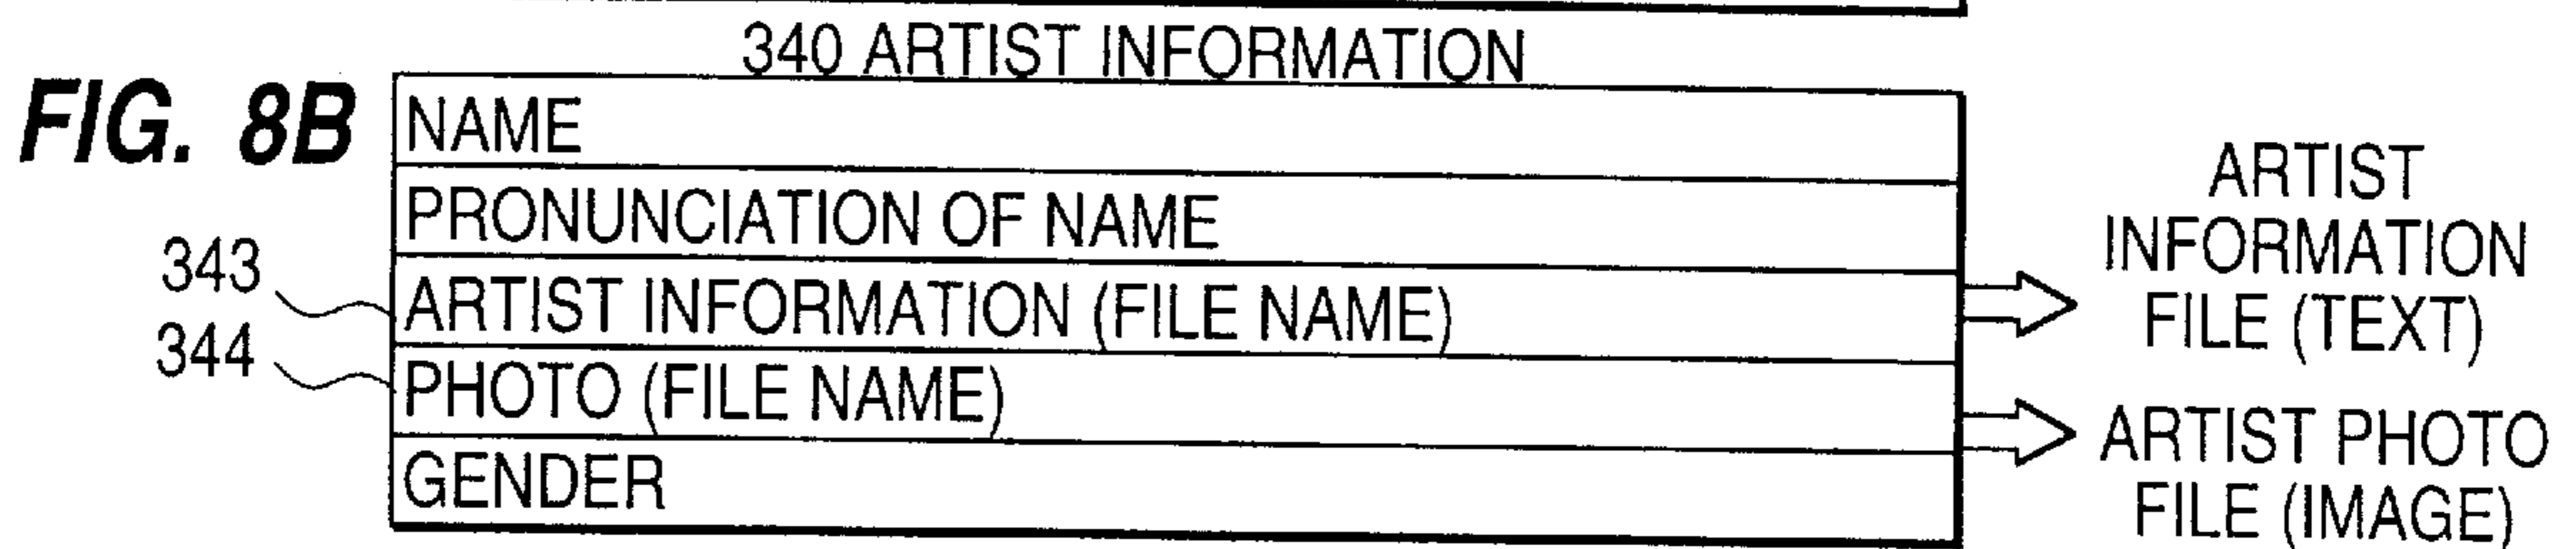 340 ARTIST INFORMATION
FIG. 8B
NAME
PRONUNCIATION OF NAME
343
ARTIST INFORMATION (FILE NAME)
344
PHOTO (FILE NAME)
GENDER
ARTIST
INFORMATION
FILE (TEXT)
ARTIST PHOTO
FILE (IMAGE)